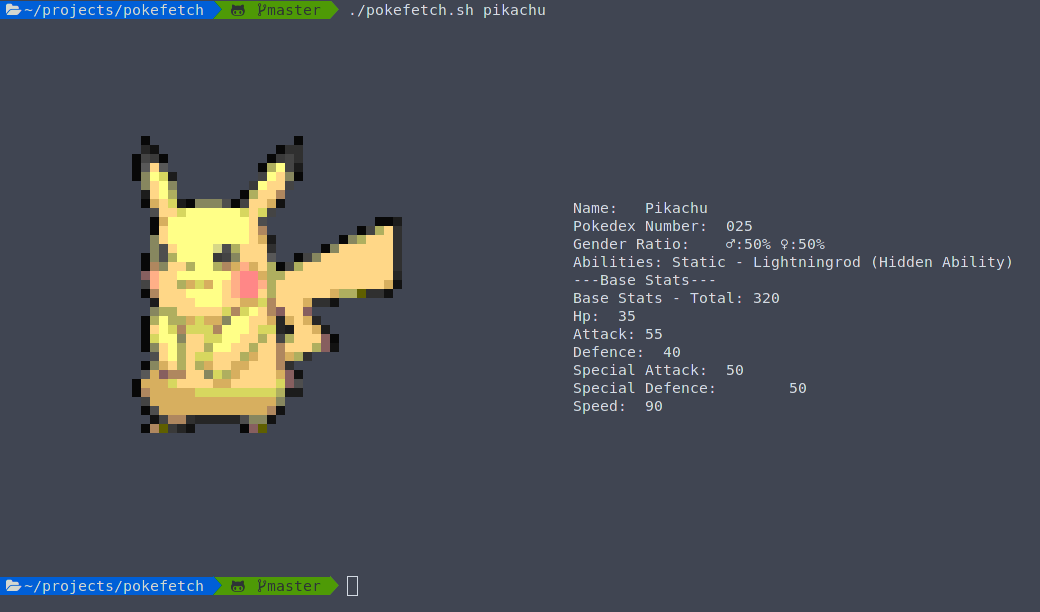 ~/projects/pokefetch master ./pokefetch.sh pikachu
Name: Pikachu
Pokedex Number: 025
Gender Ratio: ♂:50% ♀:50%
Abilities: Static - Lightningrod (Hidden Ability)
---Base Stats---
Base Stats - Total: 320
Hp: 35
Attack: 55
Defence: 40
Special Attack: 50
Special Defence: 50
Speed: 90
~/projects/pokefetch master